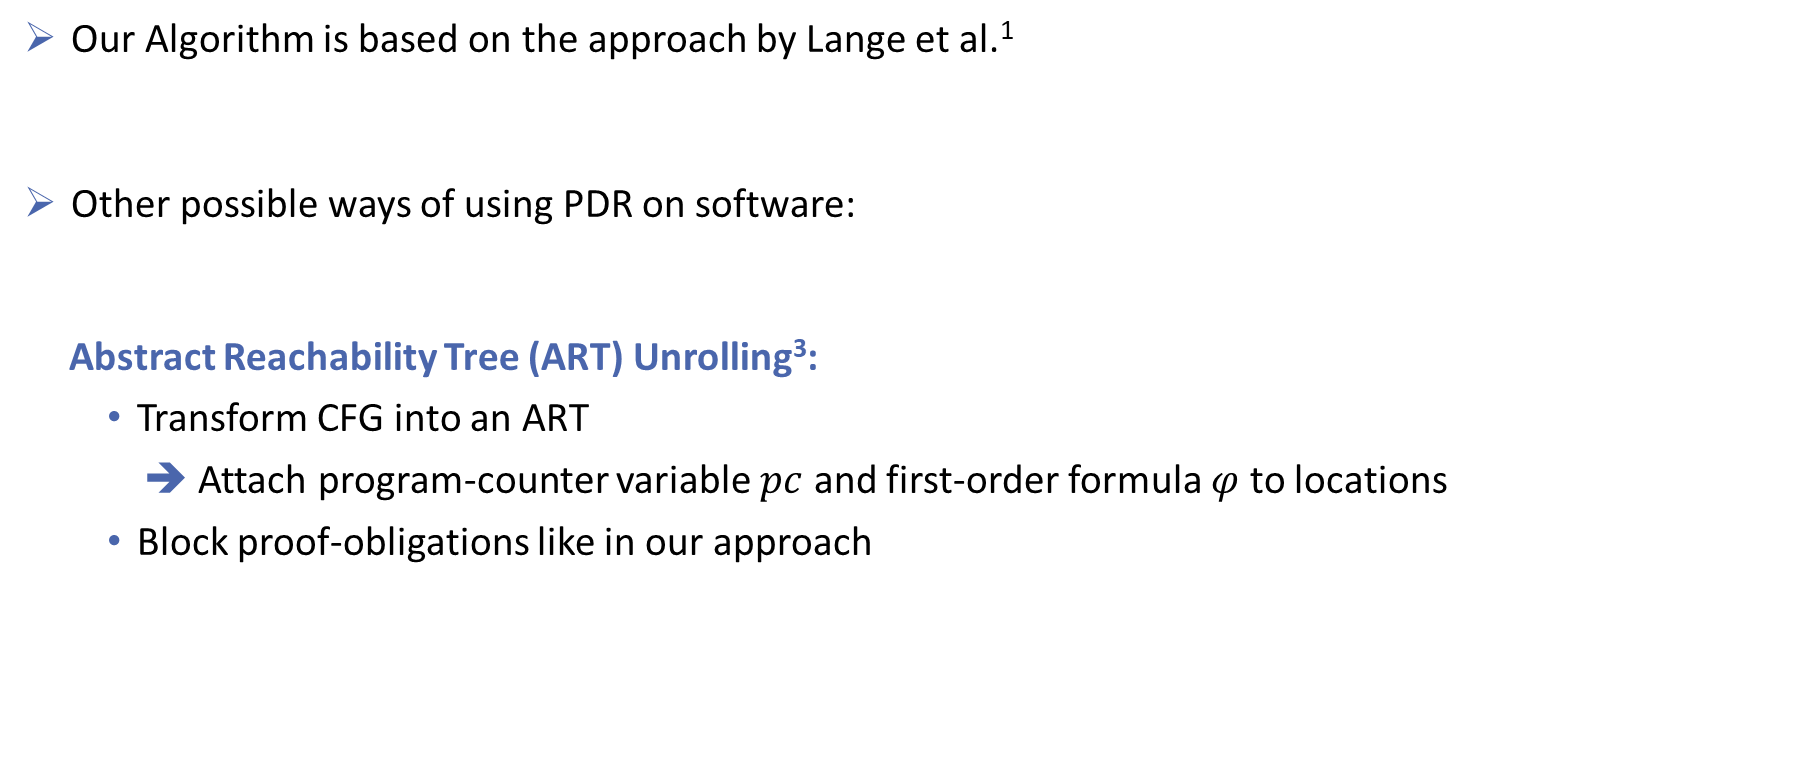 ➢ Our Algorithm is based on the approach by Lange et al.¹
➢ Other possible ways of using PDR on software:
Abstract Reachability Tree (ART) Unrolling³:
• Transform CFG into an ART
➔ Attach program-counter variable 𝑝𝑐 and first-order formula 𝜑 to locations
• Block proof-obligations like in our approach